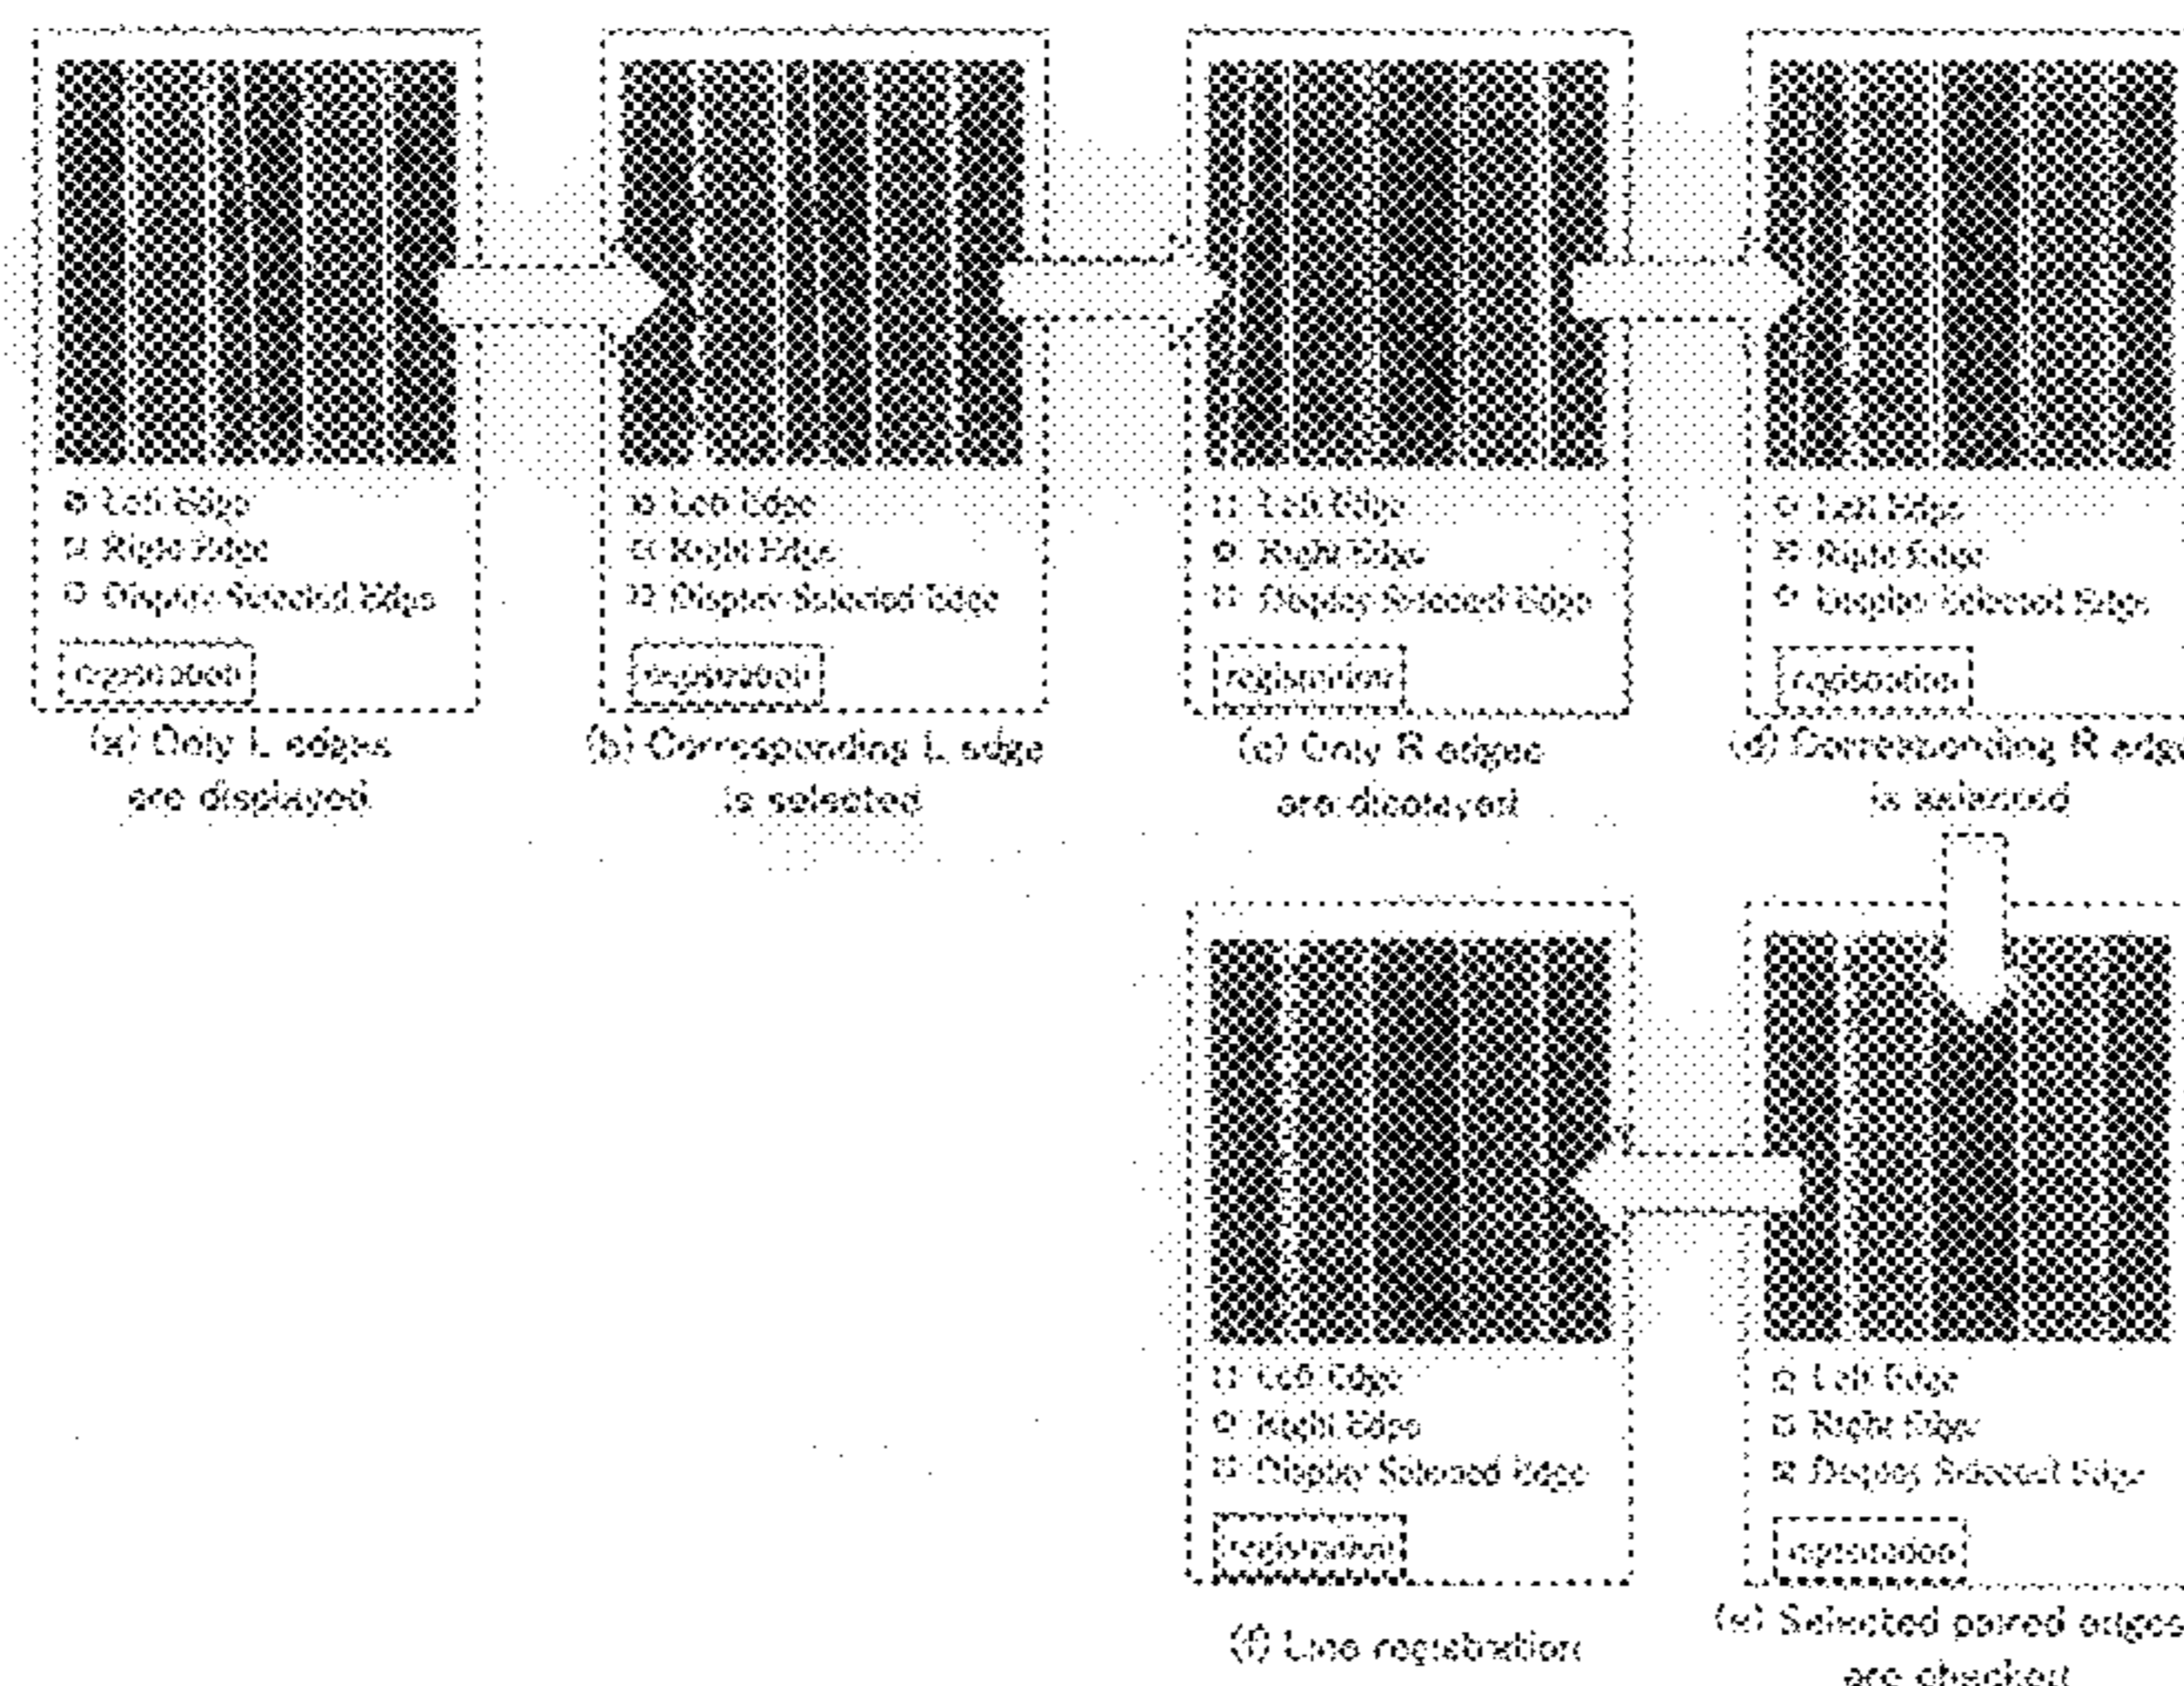 Left Edge
Right Edge
Display Selected Edge
registration
(a) Only L edges
are displayed
Left Edge
Right Edge
Display Selected Edge
registration
(b) Corresponding L edge
is selected
Left Edge
Right Edge
Display Selected Edge
registration
(c) Only R edges
are displayed
Left Edge
Right Edge
Display Selected Edge
registration
(d) Corresponding R edge
is selected
Left Edge
Right Edge
Display Selected Edge
registration
(f) Line registration
Left Edge
Right Edge
Display Selected Edge
registration
(e) Selected paired edges
are checked